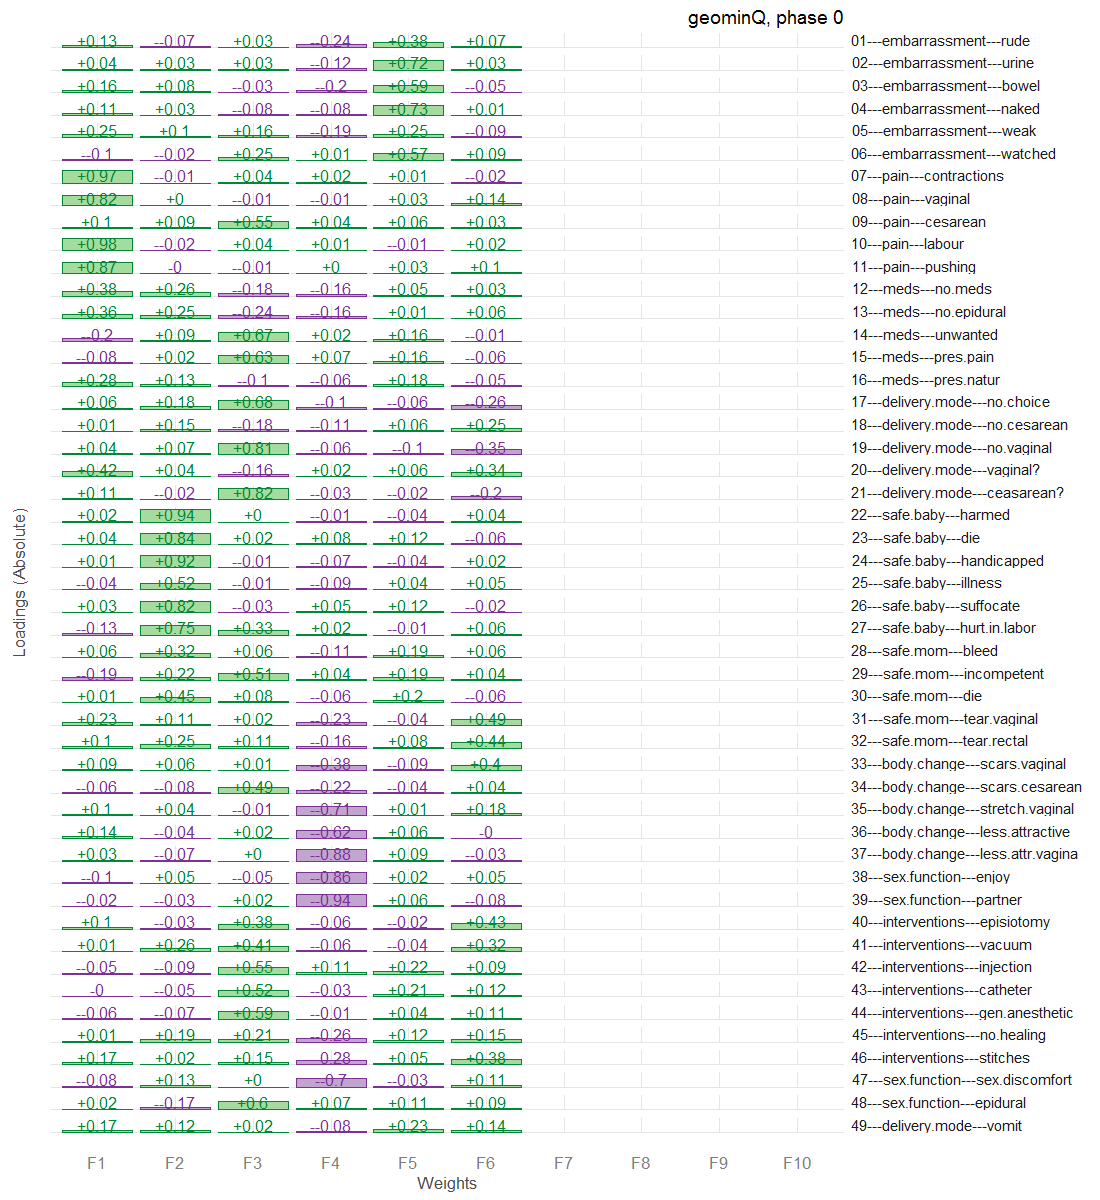 geominQ, phase 0
+0.13 --0.07 +0.03 --0.24 +0.38 +0.07 01---embarrassment---rude
+0.04 +0.03 +0.03 --0.12 +0.72 +0.03 02---embarrassment---urine
+0.16 +0.08 --0.03 --0.2 +0.59 --0.05 03---embarrassment---bowel
+0.11 +0.03 --0.08 --0.08 +0.73 +0.01 04---embarrassment---naked
+0.25 +0.1 +0.16 --0.19 +0.25 --0.09 05---embarrassment---weak
--0.1 --0.02 +0.25 +0.01 +0.57 +0.09 06---embarrassment---watched
+0.97 --0.01 +0.04 +0.02 +0.01 --0.02 07---pain---contractions
+0.82 +0 --0.01 --0.01 +0.03 +0.14 08---pain---vaginal
+0.1 +0.09 +0.55 +0.04 +0.06 +0.03 09---pain---cesarean
+0.98 --0.02 +0.04 +0.01 --0.01 +0.02 10---pain---labour
+0.87 -0 --0.01 +0 +0.03 +0.1 11---pain---pushing
+0.38 +0.26 --0.18 --0.16 +0.05 +0.03 12---meds---no.meds
+0.36 +0.25 --0.24 --0.16 +0.01 +0.06 13---meds---no.epidural
--0.2 +0.09 +0.67 +0.02 +0.16 --0.01 14---meds---unwanted
--0.08 +0.02 +0.63 +0.07 +0.16 --0.06 15---meds---pres.pain
+0.28 +0.13 --0.1 --0.06 +0.18 --0.05 16---meds---pres.natur
+0.06 +0.18 +0.68 --0.1 --0.06 --0.26 17---delivery.mode---no.choice
+0.01 +0.15 --0.18 --0.11 +0.06 +0.25 18---delivery.mode---no.cesarean
+0.04 +0.07 +0.81 --0.06 --0.1 --0.35 19---delivery.mode---no.vaginal
+0.42 +0.04 --0.16 +0.02 +0.06 +0.34 20---delivery.mode---vaginal?
+0.11 --0.02 +0.82 --0.03 --0.02 --0.2 21---delivery.mode---ceasarean?
+0.02 +0.94 +0 --0.01 --0.04 +0.04 22---safe.baby---harmed
+0.04 +0.84 +0.02 +0.08 +0.12 --0.06 23---safe.baby---die
+0.01 +0.92 --0.01 --0.07 --0.04 +0.02 24---safe.baby---handicapped
--0.04 +0.52 --0.01 --0.09 +0.04 +0.05 25---safe.baby---illness
+0.03 +0.82 --0.03 +0.05 +0.12 --0.02 26---safe.baby---suffocate
--0.13 +0.75 +0.33 +0.02 --0.01 +0.06 27---safe.baby---hurt.in.labor
+0.06 +0.32 +0.06 --0.11 +0.19 +0.06 28---safe.mom---bleed
--0.19 +0.22 +0.51 +0.04 +0.19 +0.04 29---safe.mom---incompetent
+0.01 +0.45 +0.08 --0.06 +0.2 --0.06 30---safe.mom---die
+0.23 +0.11 +0.02 --0.23 --0.04 +0.49 31---safe.mom---tear.vaginal
+0.1 +0.25 +0.11 --0.16 +0.08 +0.44 32---safe.mom---tear.rectal
+0.09 +0.06 +0.01 --0.38 --0.09 +0.4 33---body.change---scars.vaginal
--0.06 --0.08 +0.49 --0.22 --0.04 +0.04 34---body.change---scars.cesarean
+0.1 +0.04 --0.01 --0.71 +0.01 +0.18 35---body.change---stretch.vaginal
+0.14 --0.04 +0.02 --0.62 +0.06 -0 36---body.change---less.attractive
+0.03 --0.07 +0 --0.88 +0.09 --0.03 37---body.change---less.attr.vagina
--0.1 +0.05 --0.05 --0.86 +0.02 +0.05 38---sex.function---enjoy
--0.02 --0.03 +0.02 --0.94 +0.06 --0.08 39---sex.function---partner
+0.1 --0.03 +0.38 --0.06 --0.02 +0.43 40---interventions---episiotomy
+0.01 +0.26 +0.41 --0.06 --0.04 +0.32 41---interventions---vacuum
--0.05 --0.09 +0.55 +0.11 +0.22 +0.09 42---interventions---injection
-0 --0.05 +0.52 --0.03 +0.21 +0.12 43---interventions---catheter
--0.06 --0.07 +0.59 --0.01 +0.04 +0.11 44---interventions---gen.anesthetic
+0.01 +0.19 +0.21 --0.26 +0.12 +0.15 45---interventions---no.healing
+0.17 +0.02 +0.15 --0.28 +0.05 +0.38 46---interventions---stitches
--0.08 +0.13 +0 --0.7 --0.03 +0.11 47---sex.function---sex.discomfort
+0.02 --0.17 +0.6 +0.07 +0.11 +0.09 48---sex.function---epidural
+0.17 +0.12 +0.02 --0.08 +0.23 +0.14 49---delivery.mode---vomit
F1 F2 F3 F4 F5 F6 F7 F8 F9 F10
Weights
Loadings (Absolute)